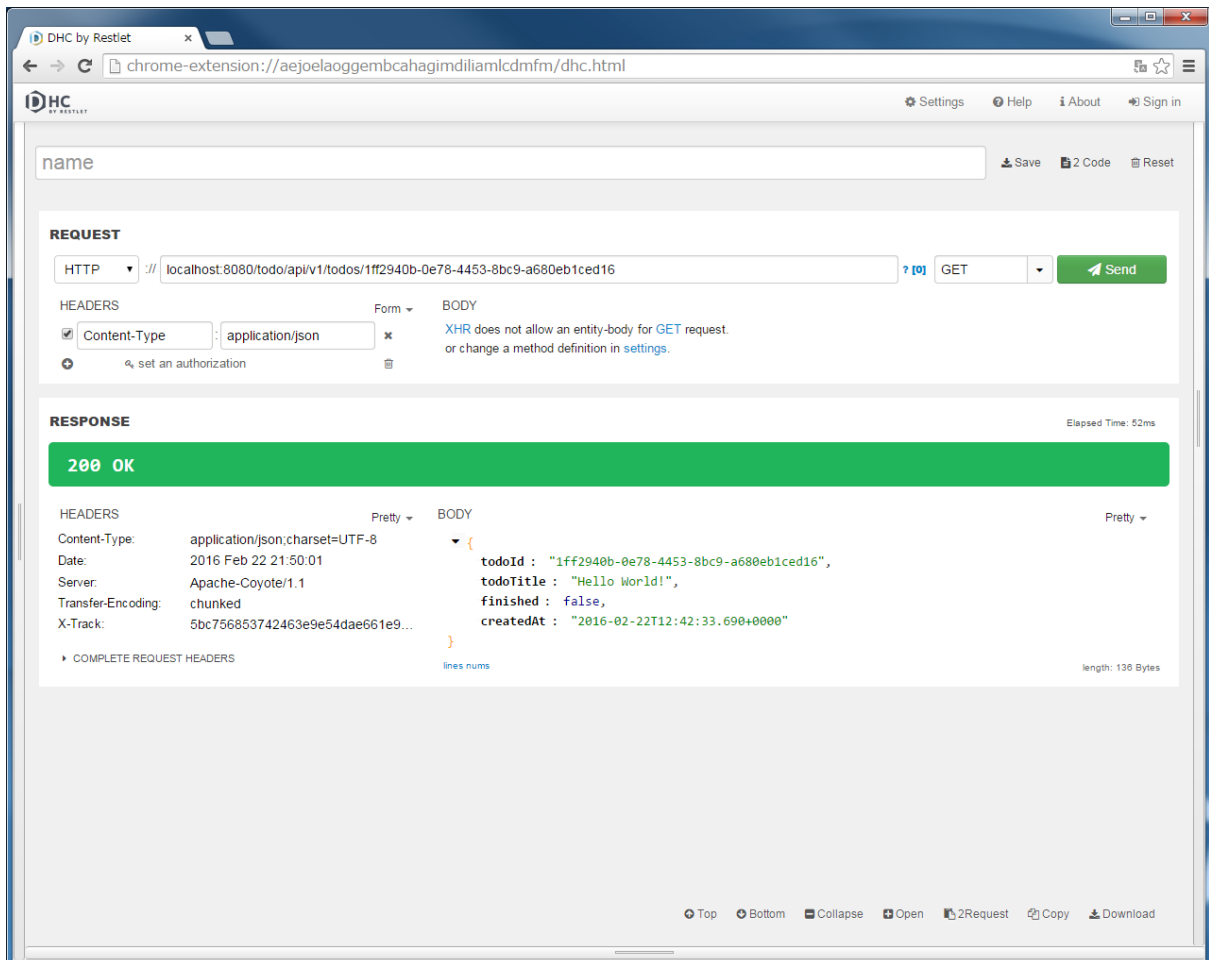 DHC by Restlet
chrome-extension://aejoelaoggembcahagimdiliamlcdmfm/dhc.html
DHC
BY RESTLET
Settings Help About Sign in
name
Save 2 Code Reset
REQUEST
HTTP :// localhost:8080/todo/api/v1/todos/1ff2940b-0e78-4453-8bc9-a680eb1ced16 ? [0] GET Send
HEADERS Form BODY
Content-Type : application/json
XHR does not allow an entity-body for GET request.
or change a method definition in settings.
set an authorization
RESPONSE
Elapsed Time: 52ms
200 OK
HEADERS Pretty BODY Pretty
Content-Type: application/json;charset=UTF-8
Date: 2016 Feb 22 21:50:01
Server: Apache-Coyote/1.1
Transfer-Encoding: chunked
X-Track: 5bc756853742463e9e54dae661e9...
COMPLETE REQUEST HEADERS
{
todoId : "1ff2940b-0e78-4453-8bc9-a680eb1ced16",
todoTitle : "Hello World!",
finished : false,
createdAt : "2016-02-22T12:42:33.690+0000"
}
lines nums
length: 136 Bytes
Top Bottom Collapse Open 2Request Copy Download